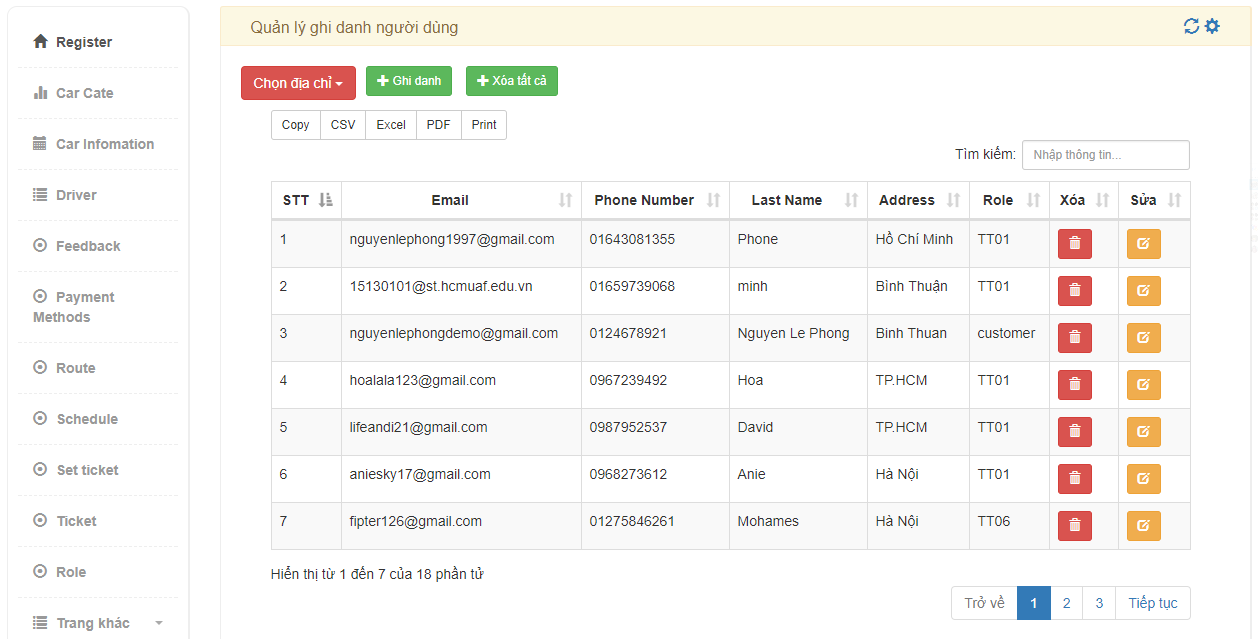 Register
Car Cate
Car Infomation
Driver
Feedback
Payment
Methods
Route
Schedule
Set ticket
Ticket
Role
Trang khác
Quản lý ghi danh người dùng
Chọn địa chỉ
Ghi danh
Xóa tất cả
Copy CSV Excel PDF Print
Tìm kiếm: Nhập thông tin...
STT Email Phone Number Last Name Address Role Xóa Sửa
1 nguyenlephong1997@gmail.com 01643081355 Phone Hồ Chí Minh TT01
2 15130101@st.hcmuaf.edu.vn 01659739068 minh Bình Thuận TT01
3 nguyenlephongdemo@gmail.com 0124678921 Nguyen Le Phong Binh Thuan customer
4 hoalala123@gmail.com 0967239492 Hoa TP.HCM TT01
5 lifeandi21@gmail.com 0987952537 David TP.HCM TT01
6 aniesky17@gmail.com 0968273612 Anie Hà Nội TT01
7 fipter126@gmail.com 01275846261 Mohames Hà Nội TT06
Hiển thị từ 1 đến 7 của 18 phần tử
Trở về 1 2 3 Tiếp tục